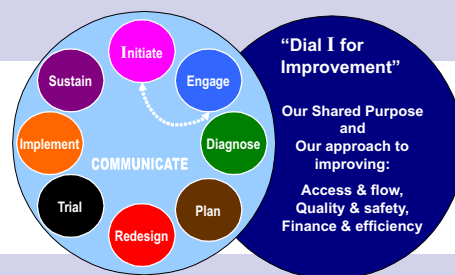 Initiate
Engage
Diagnose
Plan
Redesign
Trial
Implement
Sustain
COMMUNICATE
“Dial I for
Improvement”
Our Shared Purpose
and
Our approach to
improving:
Access & flow,
Quality & safety,
Finance & efficiency